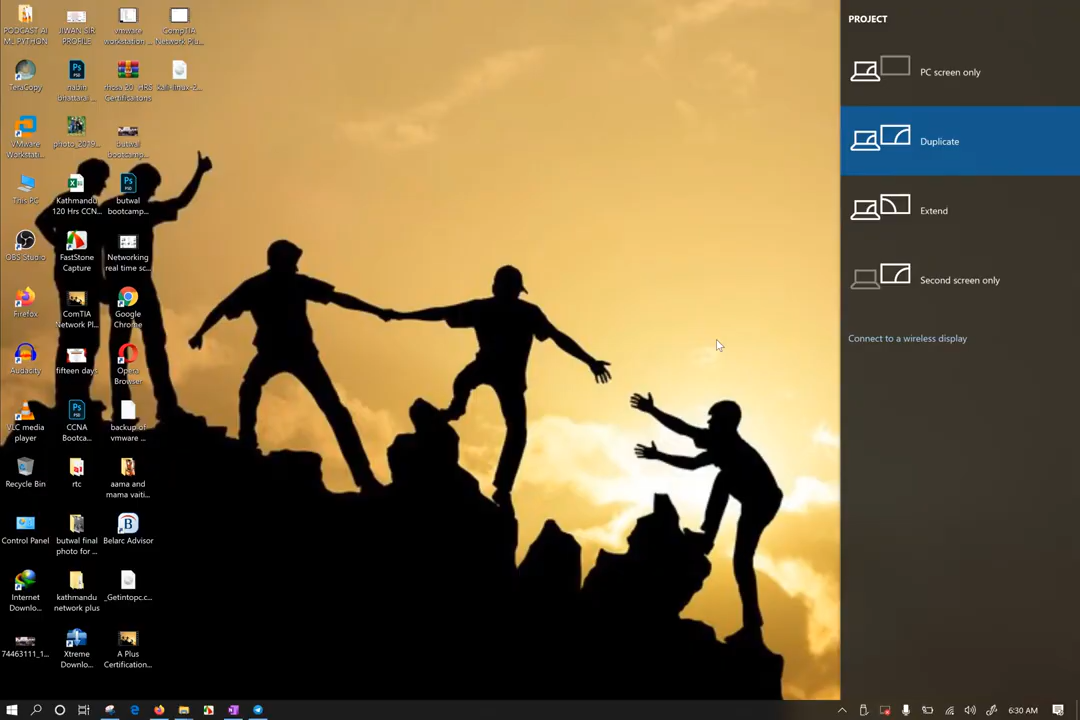 PODCAST AI
ML PYTHON
JIWAN SIR
PROFILE
vmware
workstation ...
CompTIA
Network Plu...
TeraCopy
nabin
bhattarai ...
rhcsa 20 HRS
Certifications
kali-linux-2...
VMware
Workstati...
photo_2019...
butwal
bootcamp...
This PC
Kathmandu
120 Hrs CCN...
butwal
bootcamp...
OBS Studio
FastStone
Capture
Networking
real time sc...
Firefox
ComTIA
Network Pl...
Google
Chrome
Audacity
fifteen days
Opera
Browser
VLC media
player
CCNA
Bootca...
backup of
vmware ...
Recycle Bin
rtc
aama and
mama vaiti...
Control Panel
butwal final
photo for ...
Belarc Advisor
Internet
Downlo...
kathmandu
network plus
_Getintopc.c...
74463111_1...
Xtreme
Downlo...
A Plus
Certification...
PROJECT
PC screen only
Duplicate
Extend
Second screen only
Connect to a wireless display
6:30 AM